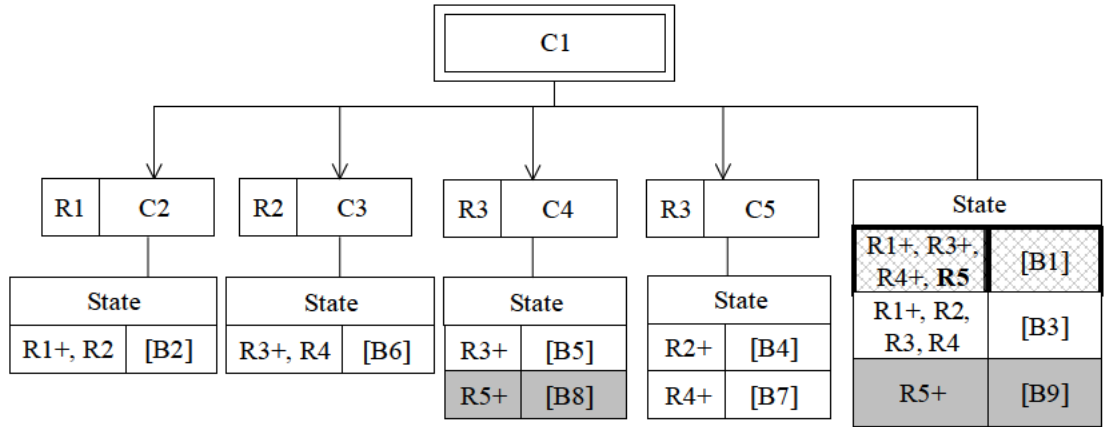 C1
R1 C2
R2 C3
R3 C4
R3 C5
State
R1+, R3+,
R4+, R5
[B1]
R1+, R2,
R3, R4
[B3]
R5+ [B9]
State
R1+, R2 [B2]
State
R3+, R4 [B6]
State
R3+ [B5]
R5+ [B8]
State
R2+ [B4]
R4+ [B7]